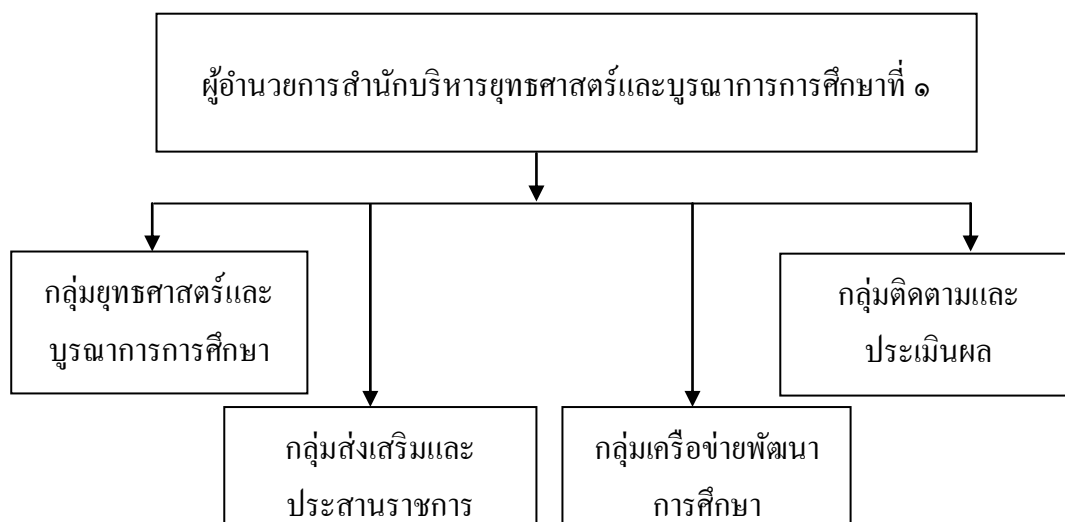 ผู้อำนวยการสำนักบริหารยุทธศาสตร์และบูรณาการการศึกษาที่ ๑
กลุ่มยุทธศาสตร์และ
บูรณาการการศึกษา
กลุ่มติดตามและ
ประเมินผล
กลุ่มส่งเสริมและ
ประสานราชการ
กลุ่มเครือข่ายพัฒนา
การศึกษา